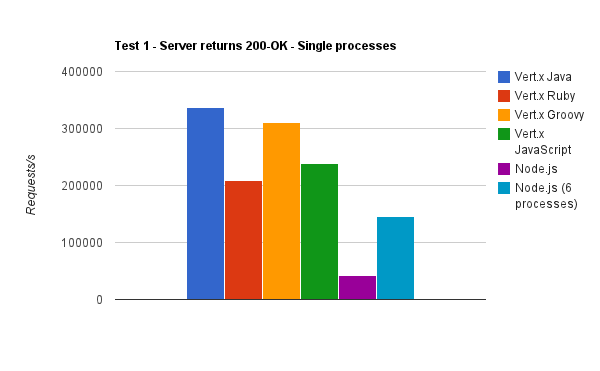 Test 1 - Server returns 200-OK - Single processes
400000
300000
200000
100000
0
Requests/s
Vert.x Java
Vert.x Ruby
Vert.x Groovy
Vert.x
JavaScript
Node.js
Node.js (6
processes)